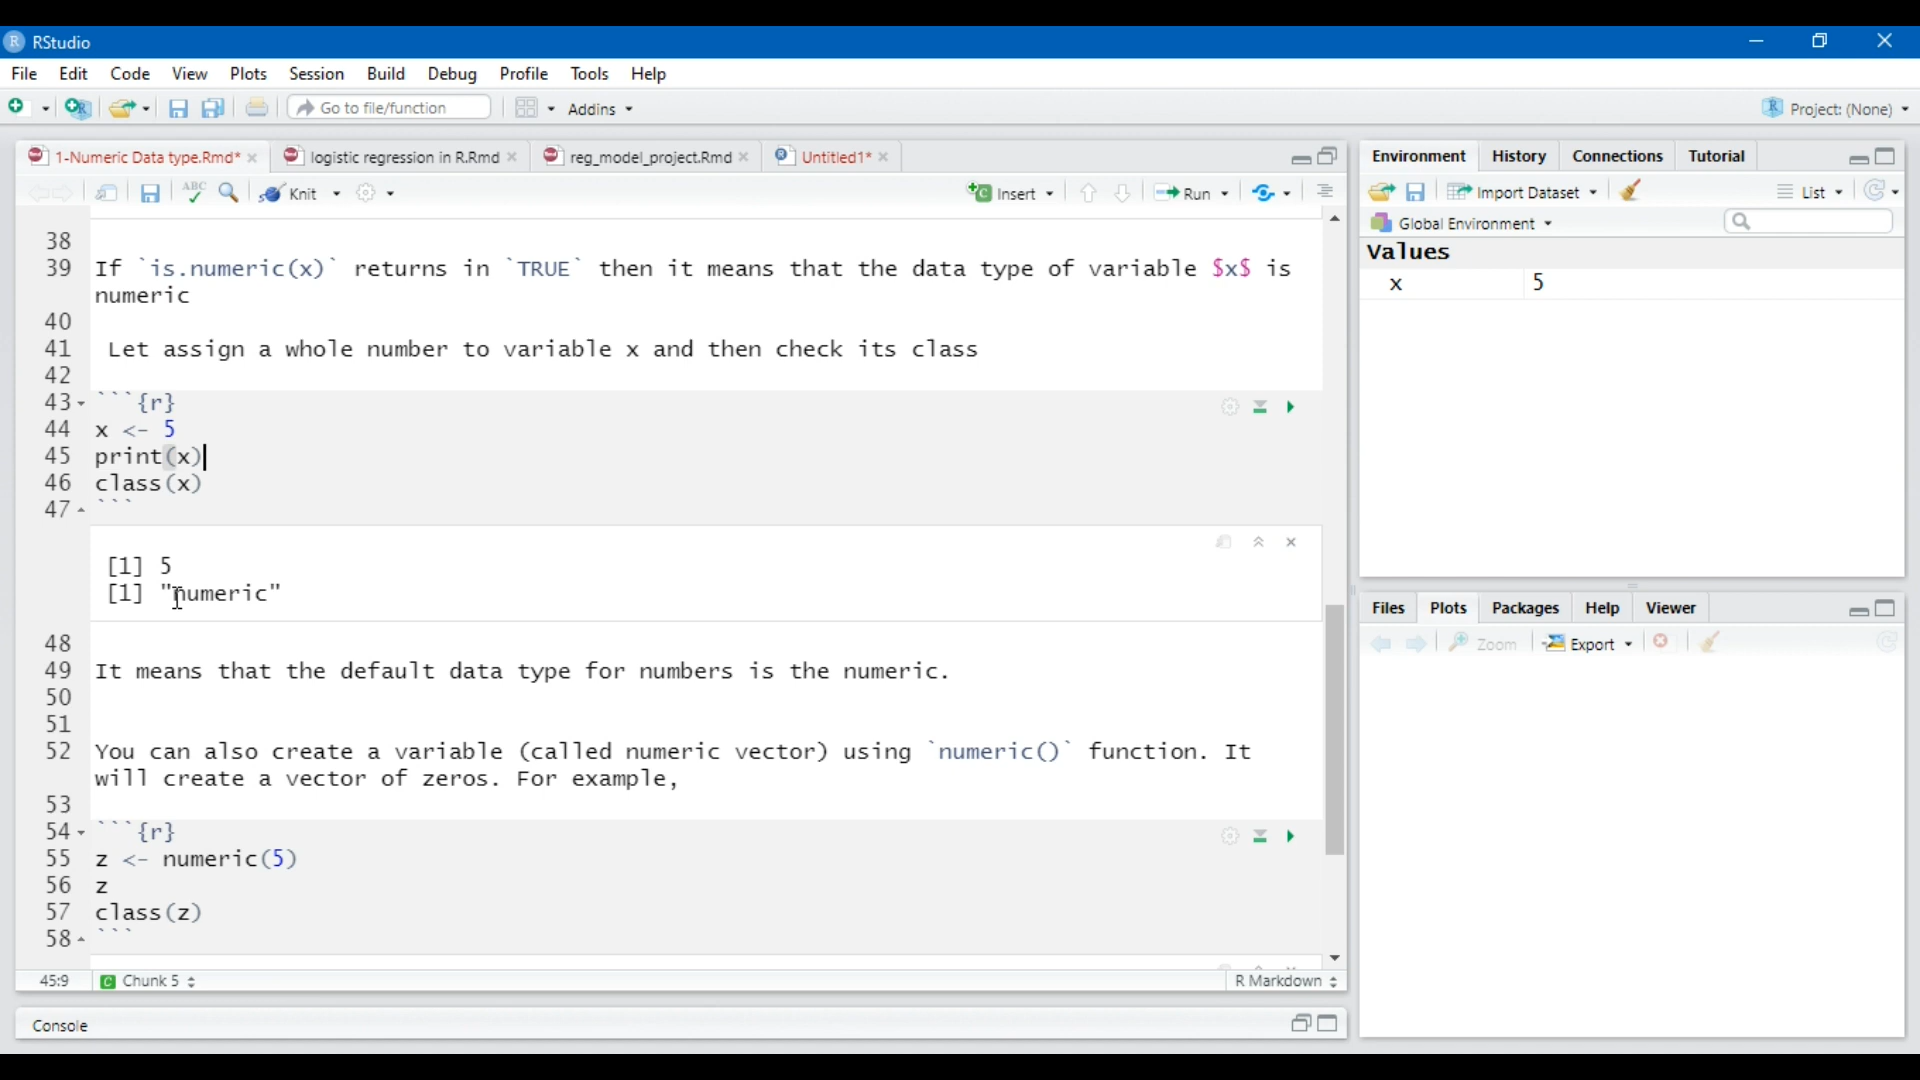 RStudio
File Edit Code View Plots Session Build Debug Profile Tools Help
Go to file/function Addins Project: (None)
1-Numeric Data type.Rmd* logistic regression in R.Rmd reg_model_project.Rmd Untitled1*
ABC Knit Insert Run
38
39 If `is.numeric(x)` returns in `TRUE` then it means that the data type of variable $x$ is
numeric
40
41 Let assign a whole number to variable x and then check its class
42
43 ```{r}
44 x <- 5
45 print(x)
46 class(x)
47 ```
[1] 5
[1] "numeric"
48
49 It means that the default data type for numbers is the numeric.
50
51
52 You can also create a variable (called numeric vector) using `numeric()` function. It
will create a vector of zeros. For example,
53
54 ```{r}
55 z <- numeric(5)
56 z
57 class(z)
58 ```
45:9 Chunk 5 R Markdown
Console
Environment History Connections Tutorial
Import Dataset List
Global Environment
Values
x 5
Files Plots Packages Help Viewer
Zoom Export